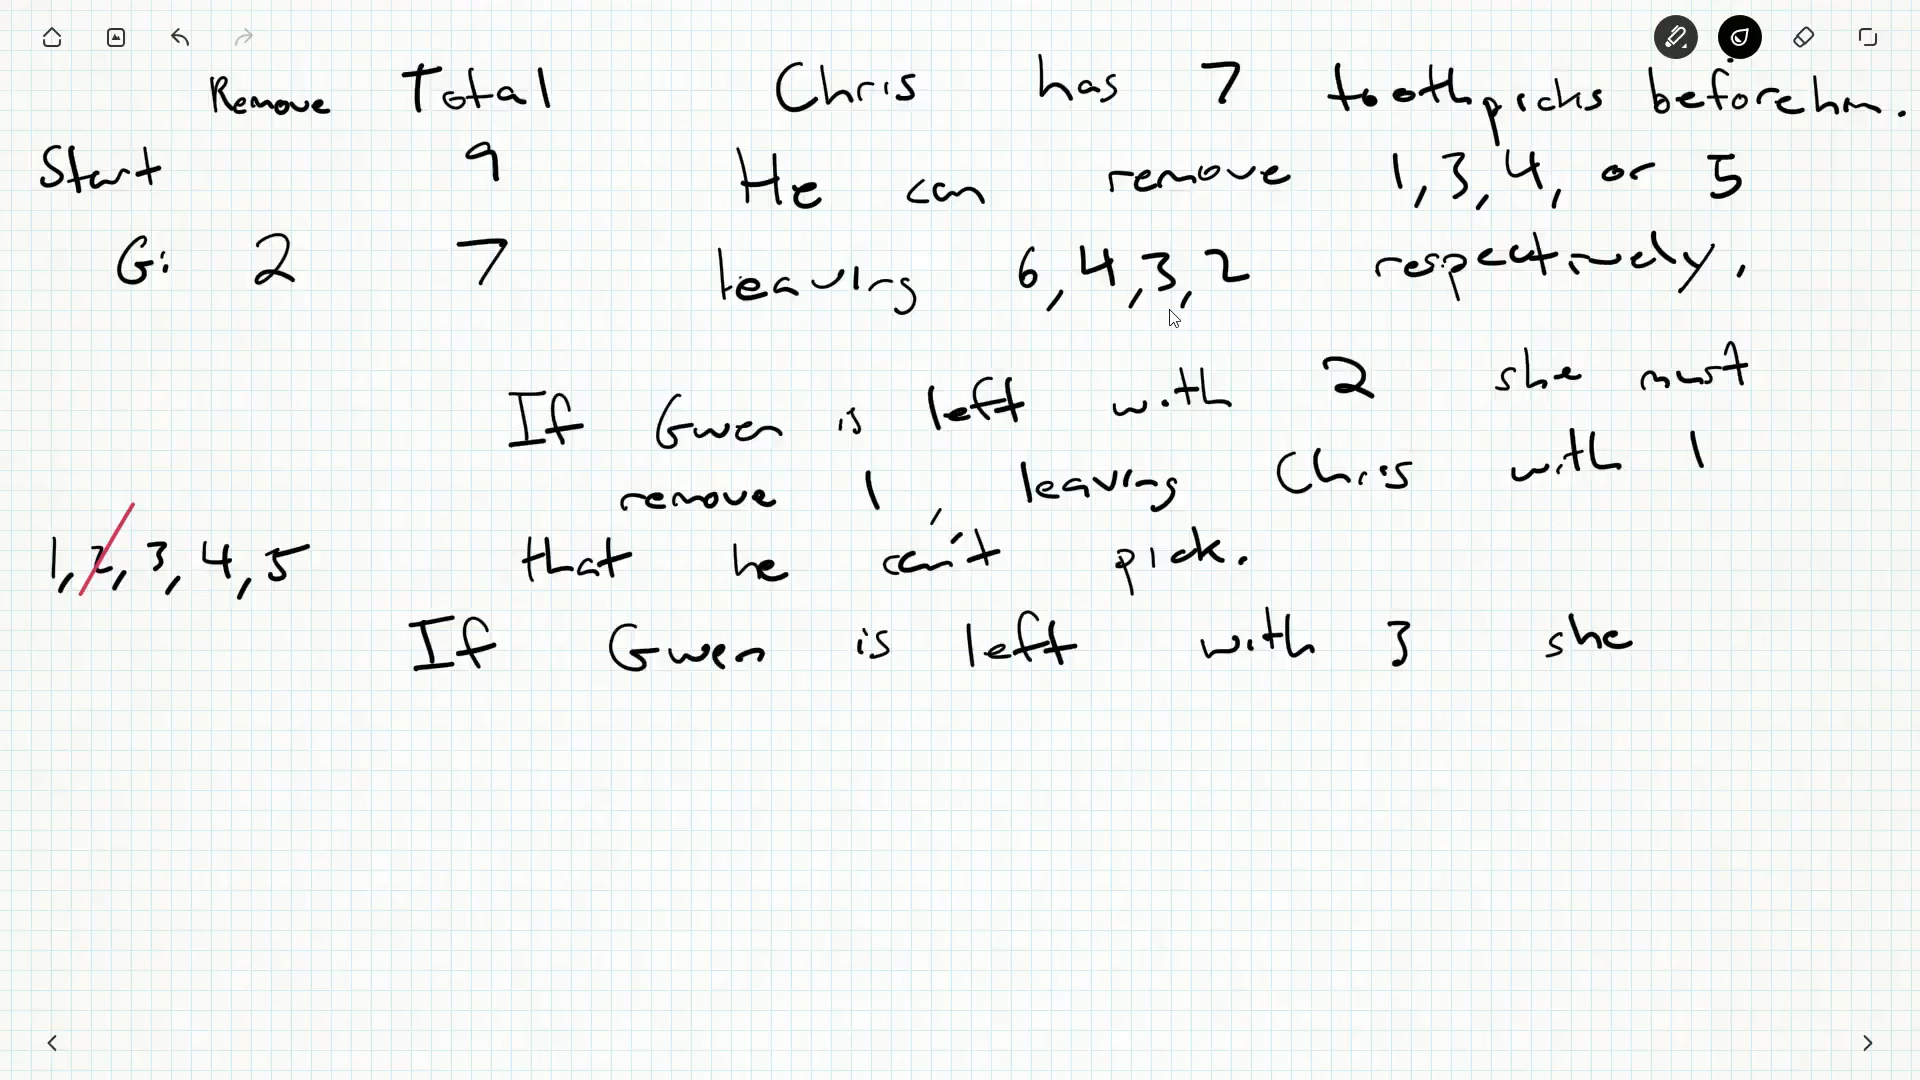 Remove Total
Start 9
G: 2 7
Chris has 7 toothpicks before him.
He can remove 1, 3, 4, or 5
leaving 6, 4, 3, 2 respectively.
If Gwen is left with 2 she must
remove 1, leaving Chris with 1
that he can't pick.
1, 2, 3, 4, 5
If Gwen is left with 3 she